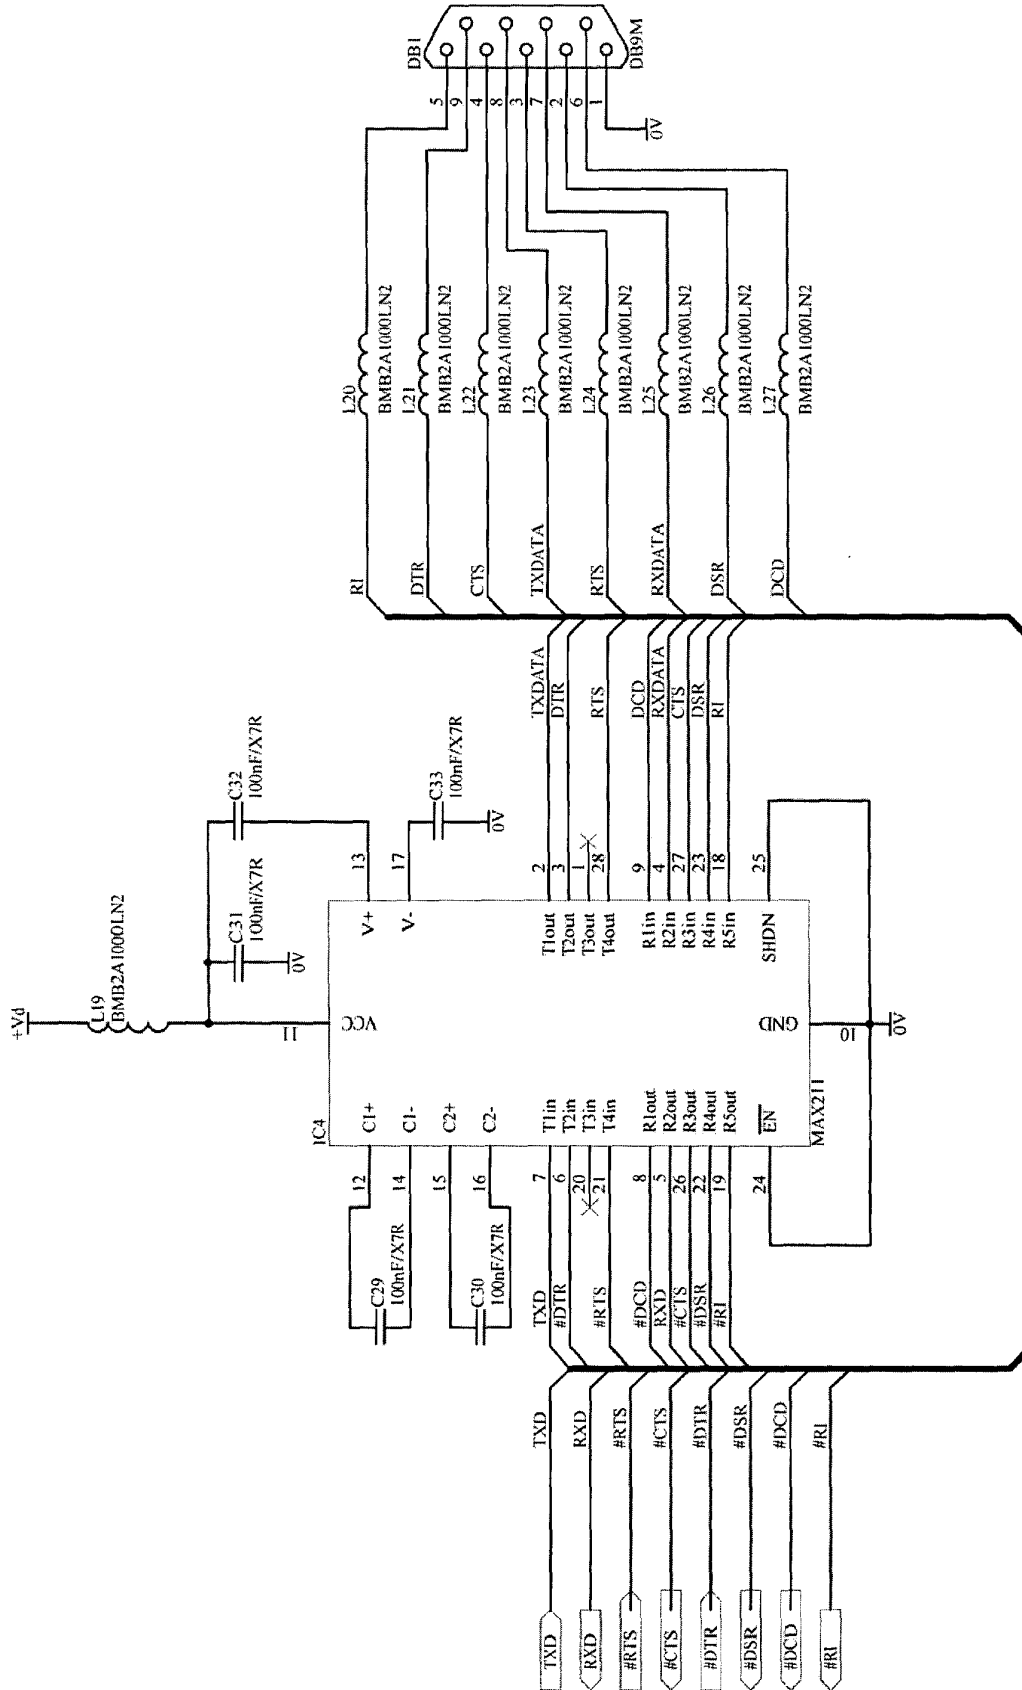 DB1
DB9M
5
9
4
8
3
7
2
6
1
0V
L20
BMB2A1000LN2
L21
BMB2A1000LN2
L22
BMB2A1000LN2
L23
BMB2A1000LN2
L24
BMB2A1000LN2
L25
BMB2A1000LN2
L26
BMB2A1000LN2
L27
BMB2A1000LN2
RI
DTR
CTS
TXDATA
RTS
RXDATA
DSR
DCD
TXDATA
DTR
RTS
DCD
RXDATA
CTS
DSR
RI
+Vd
L19
BMB2A1000LN2
C31
100nF/X7R
0V
C32
100nF/X7R
C33
100nF/X7R
0V
13
17
2
3
1
28
9
4
27
23
18
25
11
V+
V-
T1out
T2out
T3out
T4out
R1in
R2in
R3in
R4in
R5in
SHDN
VCC
GND
10
0V
IC4
MAX211
C1+
C1-
C2+
C2-
T1in
T2in
T3in
T4in
R1out
R2out
R3out
R4out
R5out
EN
12
14
15
16
7
6
20
21
8
5
26
22
19
24
C29
100nF/X7R
C30
100nF/X7R
TXD
#DTR
#RTS
#DCD
RXD
#CTS
#DSR
#RI
TXD
RXD
#RTS
#CTS
#DTR
#DSR
#DCD
#RI
TXD
RXD
#RTS
#CTS
#DTR
#DSR
#DCD
#RI